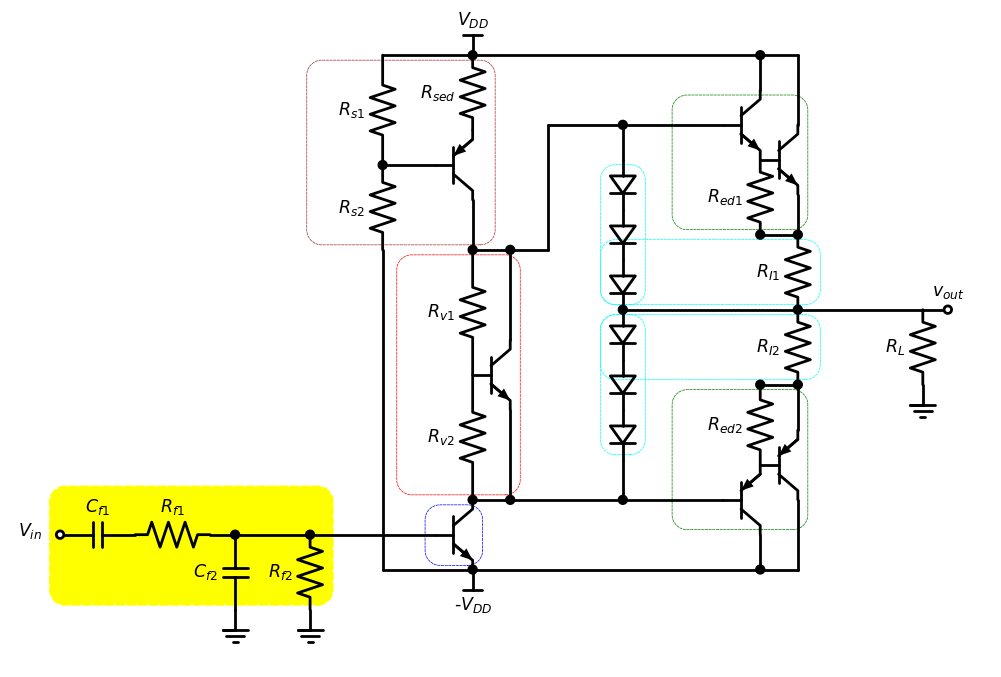 V_DD
R_s1
R_sed
R_s2
R_ed1
R_l1
v_out
R_v1
R_l2
R_L
R_v2
R_ed2
C_f1
R_f1
V_in
C_f2
R_f2
-V_DD